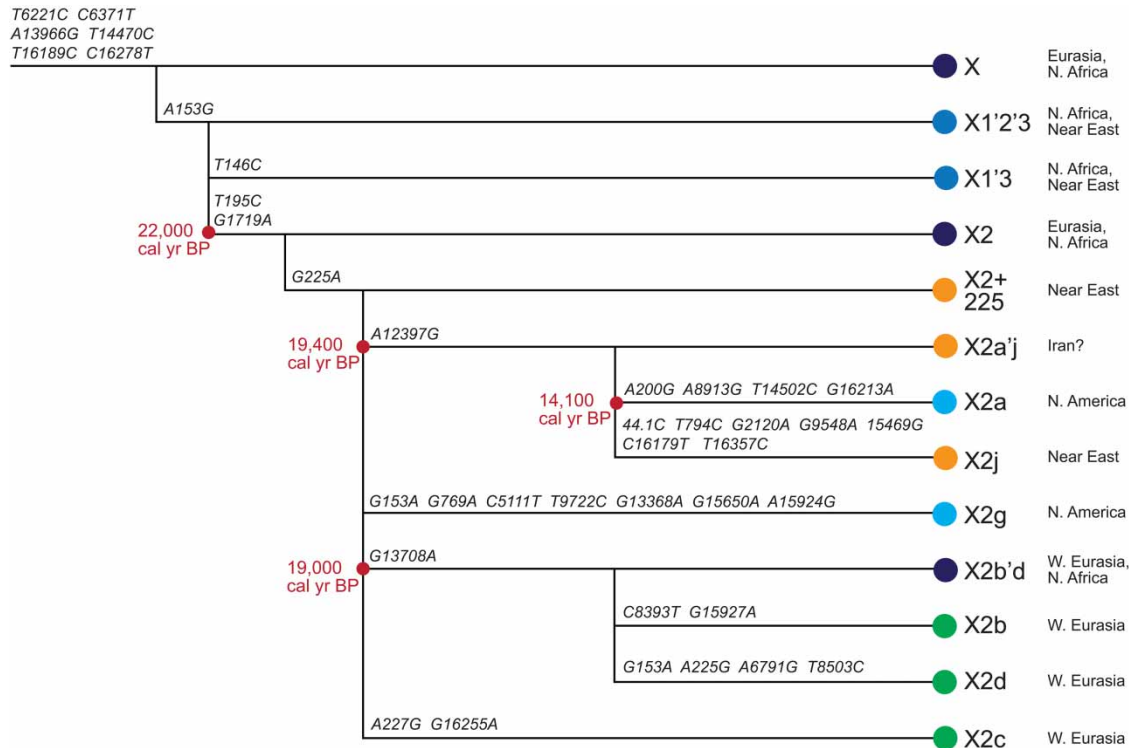 T6221C C6371T
A13966G T14470C
T16189C C16278T
X
Eurasia,
N. Africa
A153G
X1'2'3
N. Africa,
Near East
T146C
X1'3
N. Africa,
Near East
T195C
G1719A
22,000
cal yr BP
X2
Eurasia,
N. Africa
G225A
X2+
225
Near East
19,400
cal yr BP
A12397G
X2a'j
Iran?
14,100
cal yr BP
A200G A8913G T14502C G16213A
X2a
N. America
44.1C T794C G2120A G9548A 15469G
C16179T T16357C
X2j
Near East
G153A G769A C5111T T9722C G13368A G15650A A15924G
X2g
N. America
19,000
cal yr BP
G13708A
X2b'd
W. Eurasia,
N. Africa
C8393T G15927A
X2b
W. Eurasia
G153A A225G A6791G T8503C
X2d
W. Eurasia
A227G G16255A
X2c
W. Eurasia